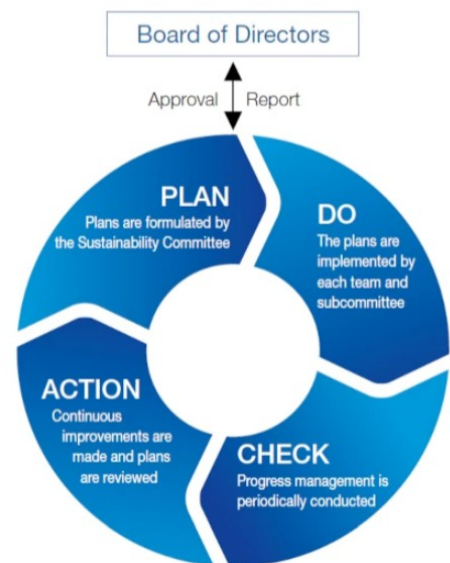 Board of Directors
Approval Report
PLAN
Plans are formulated by
the Sustainability Committee
DO
The plans are
implemented by
each team and
subcommittee
CHECK
Progress management is
periodically conducted
ACTION
Continuous
improvements are
made and plans
are reviewed